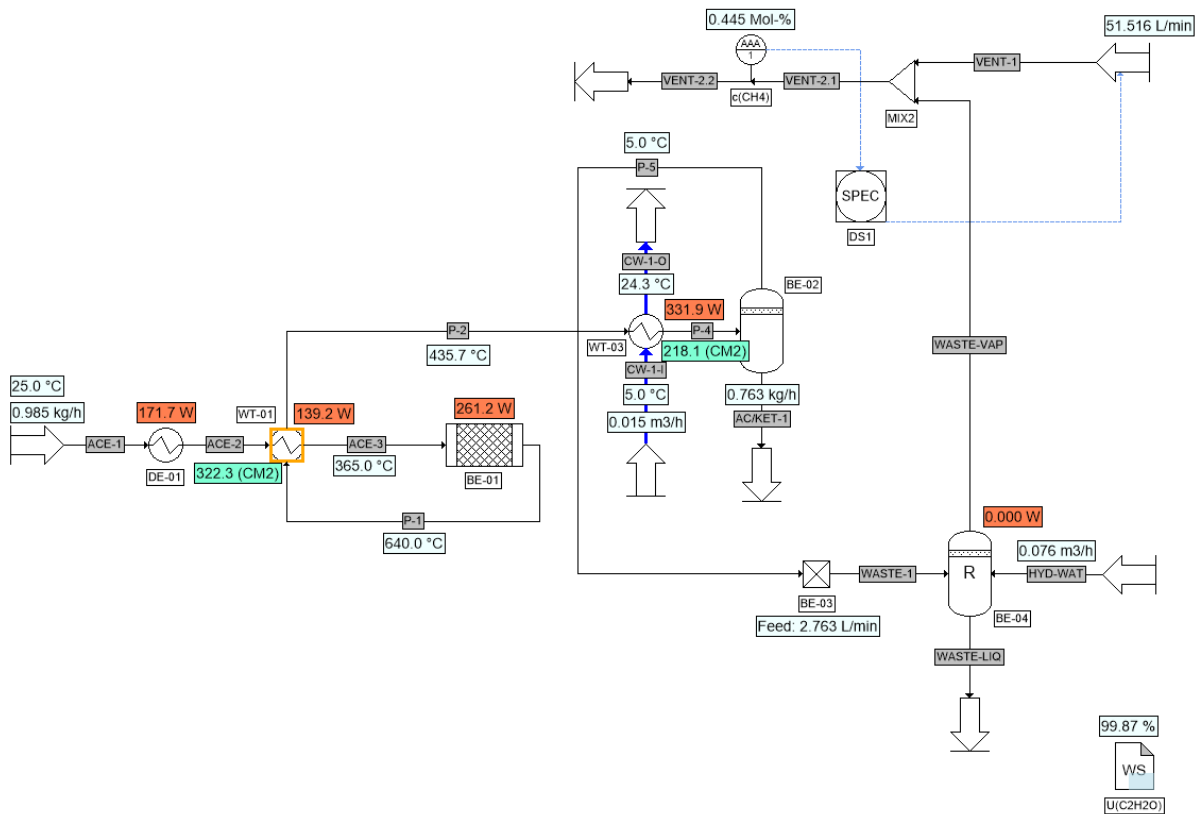 0.445 Mol-%
51.516 L/min
AAA
1
VENT-1
VENT-2.2
VENT-2.1
c(CH4)
MIX2
5.0 °C
P-5
SPEC
DS1
CW-1-O
24.3 °C
BE-02
331.9 W
P-2
P-4
WT-03
218.1 (CM2)
435.7 °C
WASTE-VAP
CW-1-I
25.0 °C
5.0 °C
0.763 kg/h
0.985 kg/h
171.7 W
WT-01
139.2 W
261.2 W
0.015 m3/h
AC/KET-1
ACE-1
ACE-2
ACE-3
322.3 (CM2)
365.0 °C
DE-01
BE-01
P-1
0.000 W
640.0 °C
0.076 m3/h
WASTE-1
R
HYD-WAT
BE-03
Feed: 2.763 L/min
BE-04
WASTE-LIQ
99.87 %
WS
U(C2H2O)